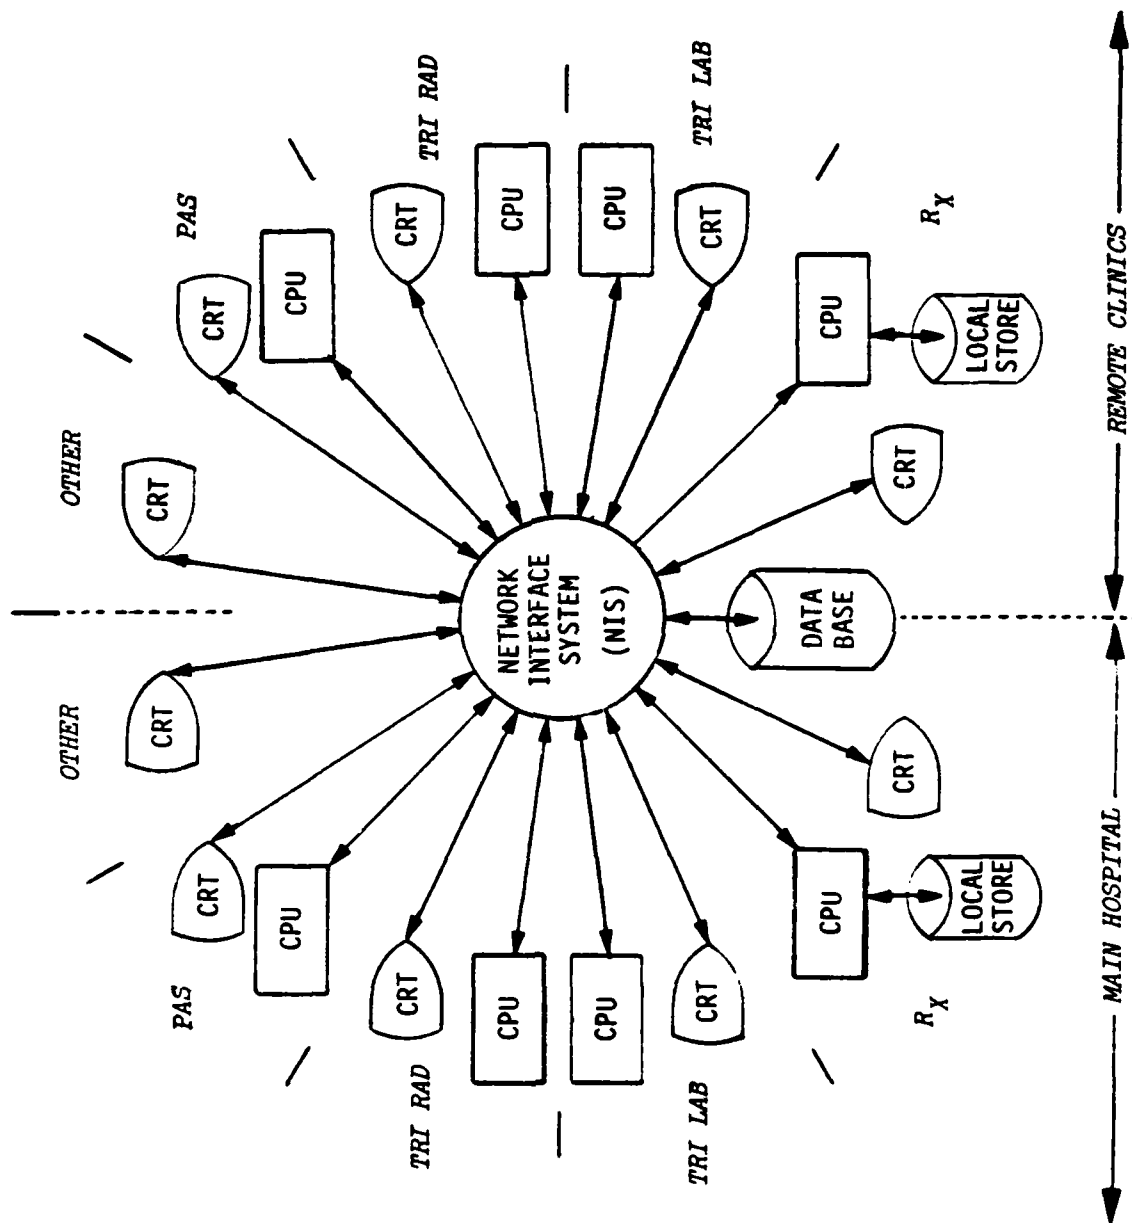 OTHER
OTHER
CRT
CRT
PAS
CRT
CRT
PAS
CPU
CPU
TRI RAD
CRT
CRT
TRI RAD
CPU
NETWORK
INTERFACE
SYSTEM
(NIS)
CPU
CPU
CPU
TRI LAB
CRT
CRT
TRI LAB
CPU
DATA
BASE
CPU
CRT
CRT
RX
LOCAL
STORE
LOCAL
STORE
RX
MAIN HOSPITAL
REMOTE CLINICS